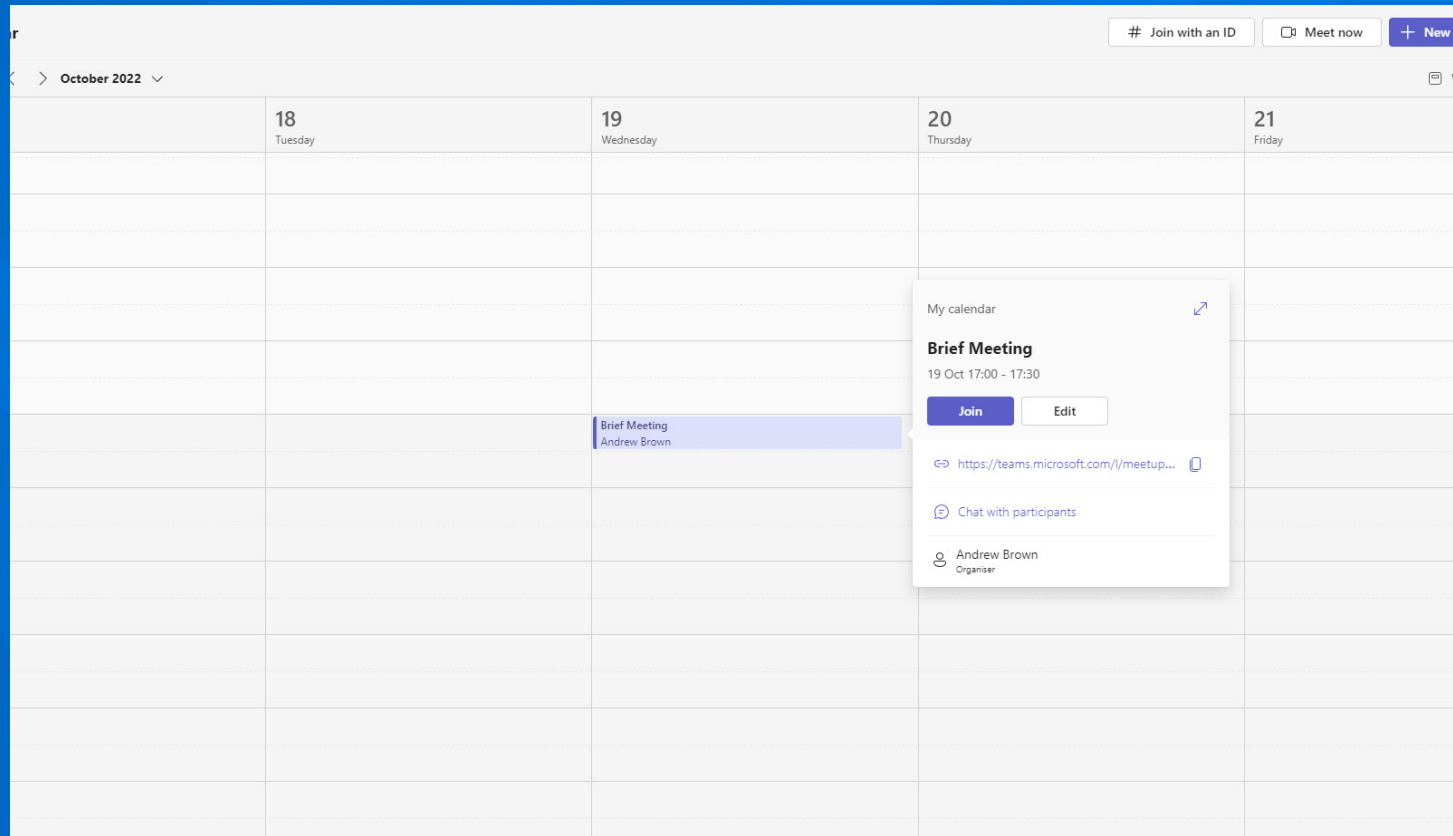 r
# Join with an ID
Meet now
+ New
October 2022
18
Tuesday
19
Wednesday
20
Thursday
21
Friday
My calendar
Brief Meeting
19 Oct 17:00 - 17:30
Join
Edit
Brief Meeting
Andrew Brown
https://teams.microsoft.com/l/meetup...
Chat with participants
Andrew Brown
Organiser